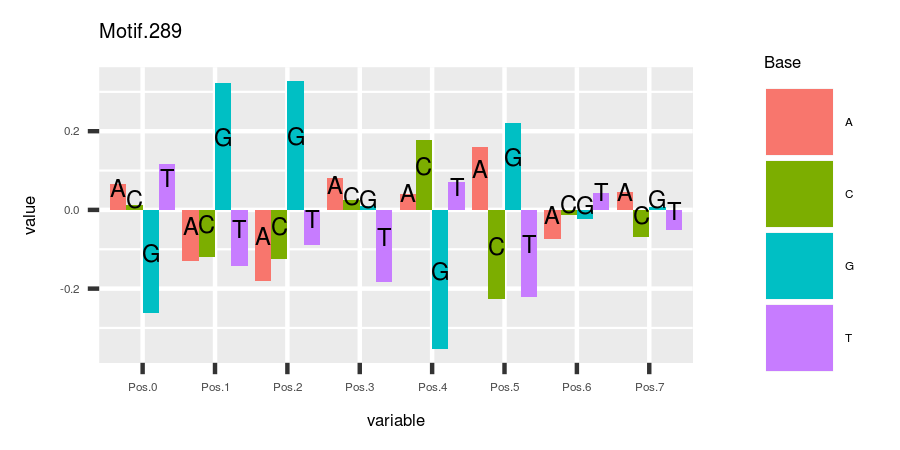 Motif.289
Base
A
C
G
T
value
0.2
0.0
-0.2
A C G T
A C G T
A C G T
A C G T
A C G T
A C G T
A C G T
A C G T
Pos.0 Pos.1 Pos.2 Pos.3 Pos.4 Pos.5 Pos.6 Pos.7
variable